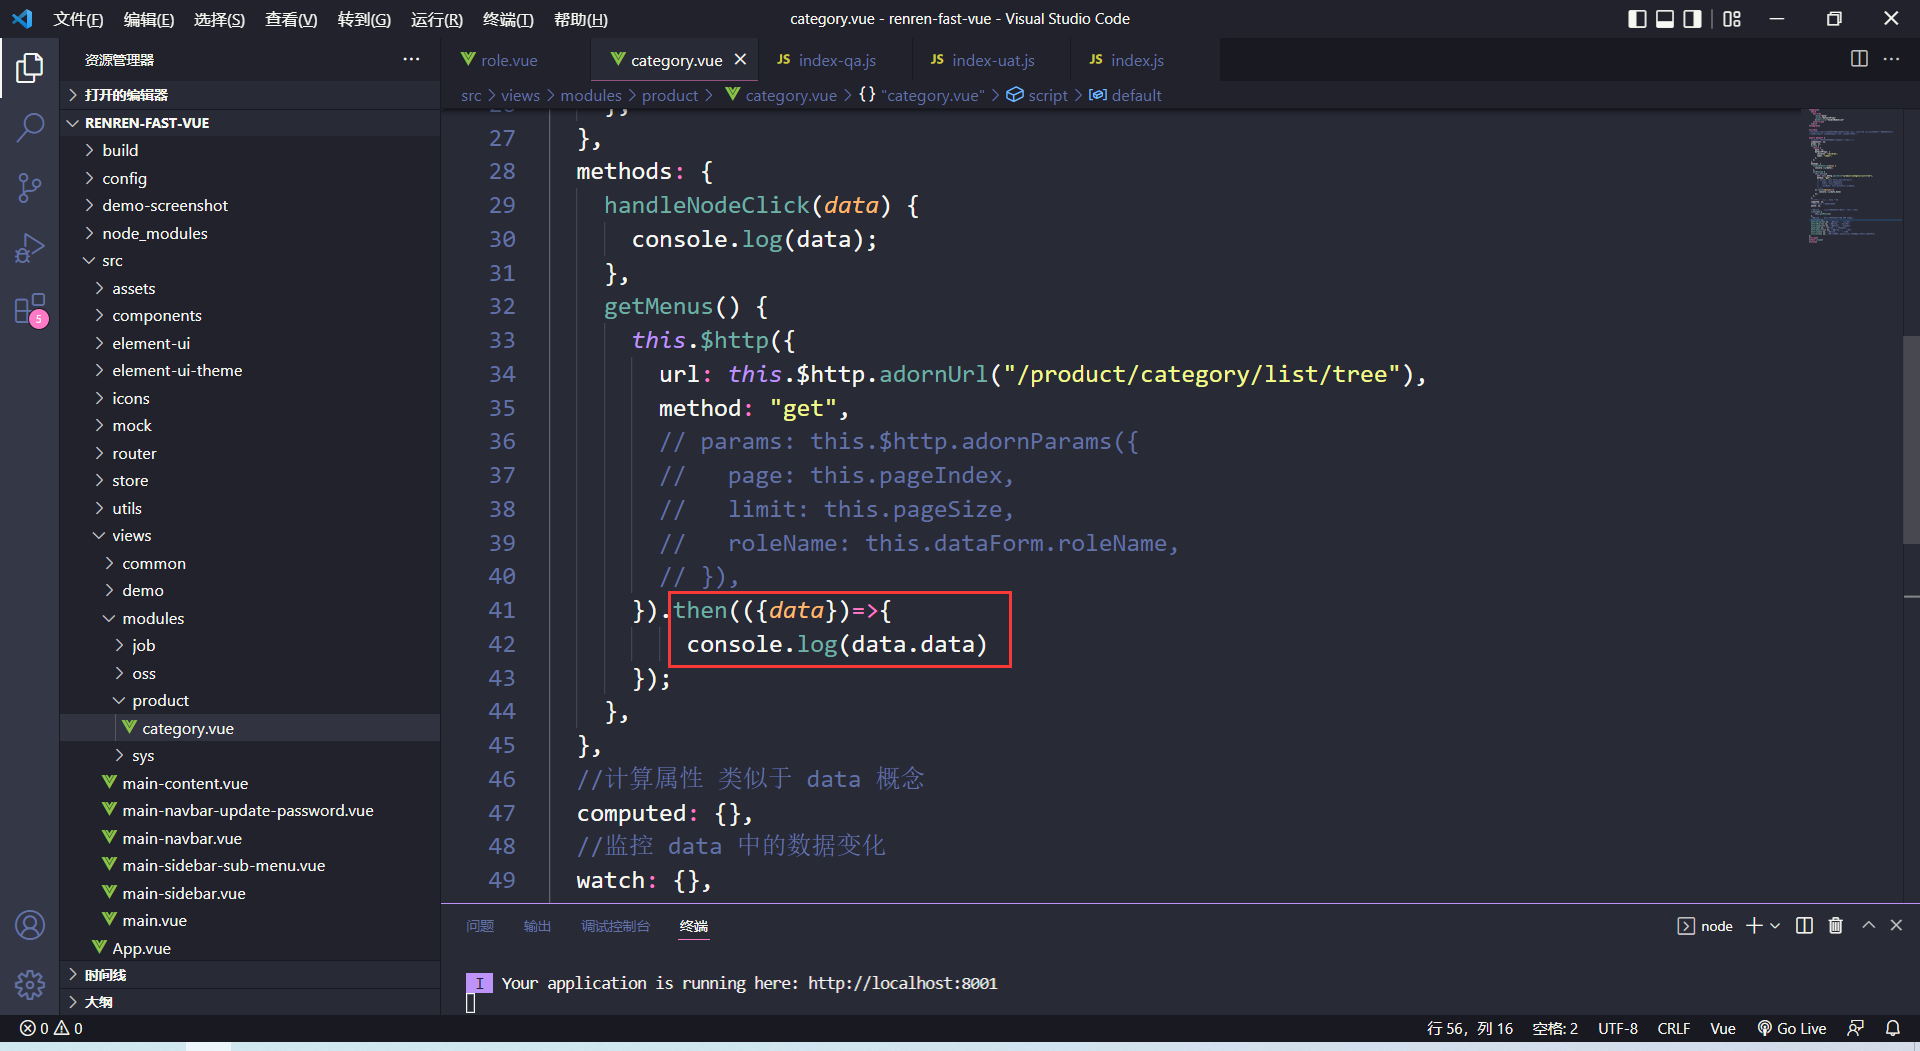 文件(F) 编辑(E) 选择(S) 查看(V) 转到(G) 运行(R) 终端(T) 帮助(H)
category.vue - renren-fast-vue - Visual Studio Code
资源管理器
打开的编辑器
RENREN-FAST-VUE
build
config
demo-screenshot
node_modules
src
assets
components
element-ui
element-ui-theme
icons
mock
router
store
utils
views
common
demo
modules
job
oss
product
category.vue
sys
main-content.vue
main-navbar-update-password.vue
main-navbar.vue
main-sidebar-sub-menu.vue
main-sidebar.vue
main.vue
App.vue
时间线
大纲
5
role.vue
category.vue
JS index-qa.js
JS index-uat.js
JS index.js
src > views > modules > product > category.vue > {} "category.vue" > script > default
27 },
28 methods: {
29 handleNodeClick(data) {
30 console.log(data);
31 },
32 getMenus() {
33 this.$http({
34 url: this.$http.adornUrl("/product/category/list/tree"),
35 method: "get",
36 // params: this.$http.adornParams({
37 //   page: this.pageIndex,
38 //   limit: this.pageSize,
39 //   roleName: this.dataForm.roleName,
40 // }),
41 }).then(({data})=>{
42 console.log(data.data)
43 });
44 },
45 },
46 //计算属性 类似于 data 概念
47 computed: {},
48 //监控 data 中的数据变化
49 watch: {},
问题 输出 调试控制台 终端
node
I Your application is running here: http://localhost:8001
0 0
行 56，列 16 空格: 2 UTF-8 CRLF Vue Go Live